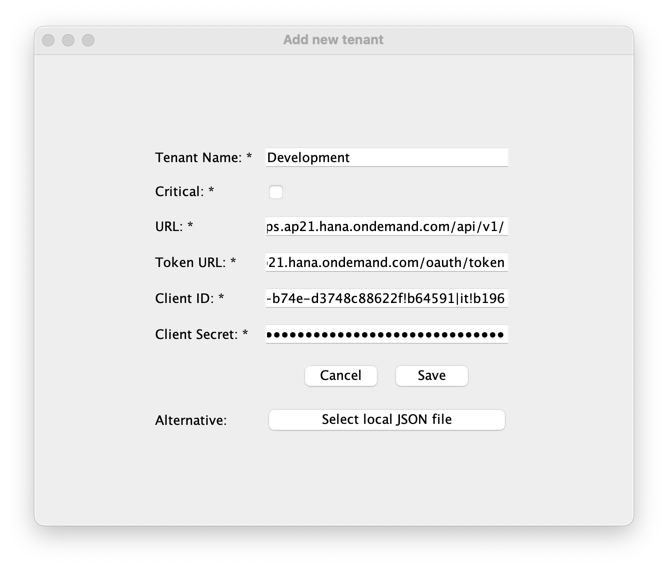 Add new tenant
Tenant Name: * Development
Critical: *
URL: * ps.ap21.hana.ondemand.com/api/v1/
Token URL: * 21.hana.ondemand.com/oauth/token
Client ID: * -b74e-d3748c88622f!b64591|it!b196
Client Secret: * ••••••••••••••••••••••••••••••
Cancel Save
Alternative: Select local JSON file